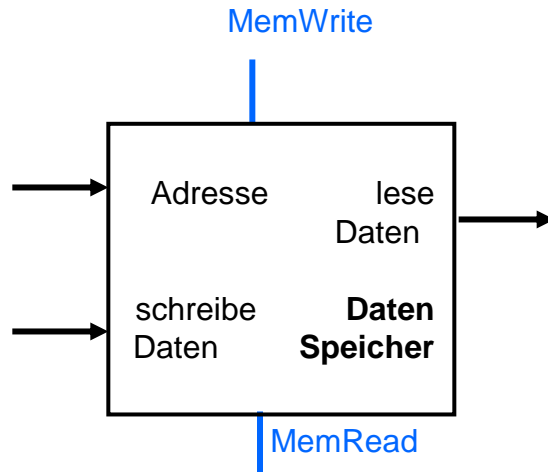 MemWrite
Adresse
lese
Daten
schreibe
Daten
Daten
Speicher
MemRead